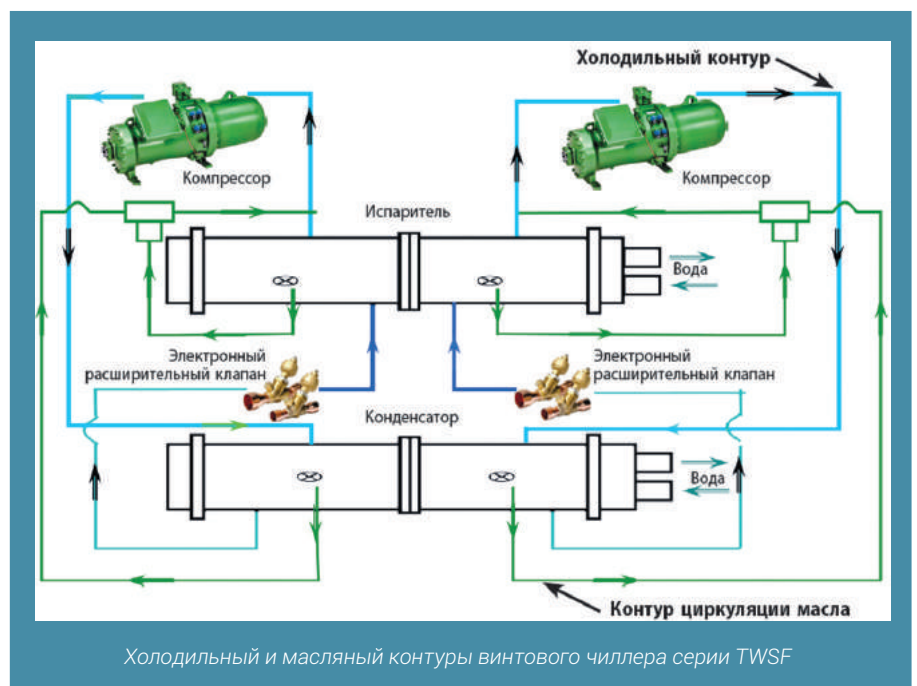 Холодильный контур
Компрессор
Компрессор
Испаритель
Вода
Электронный
расширительный клапан
Электронный
расширительный клапан
Конденсатор
Вода
Контур циркуляции масла
Холодильный и масляный контуры винтового чиллера серии TWSF